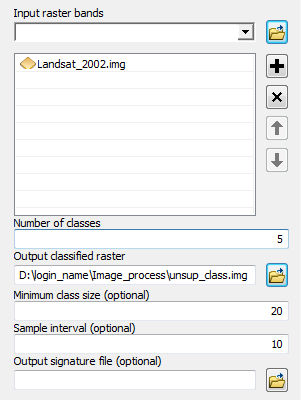 Input raster bands
Landsat_2002.img
Number of classes
5
Output classified raster
D:\login_name\Image_process\unsup_class.img
Minimum class size (optional)
20
Sample interval (optional)
10
Output signature file (optional)